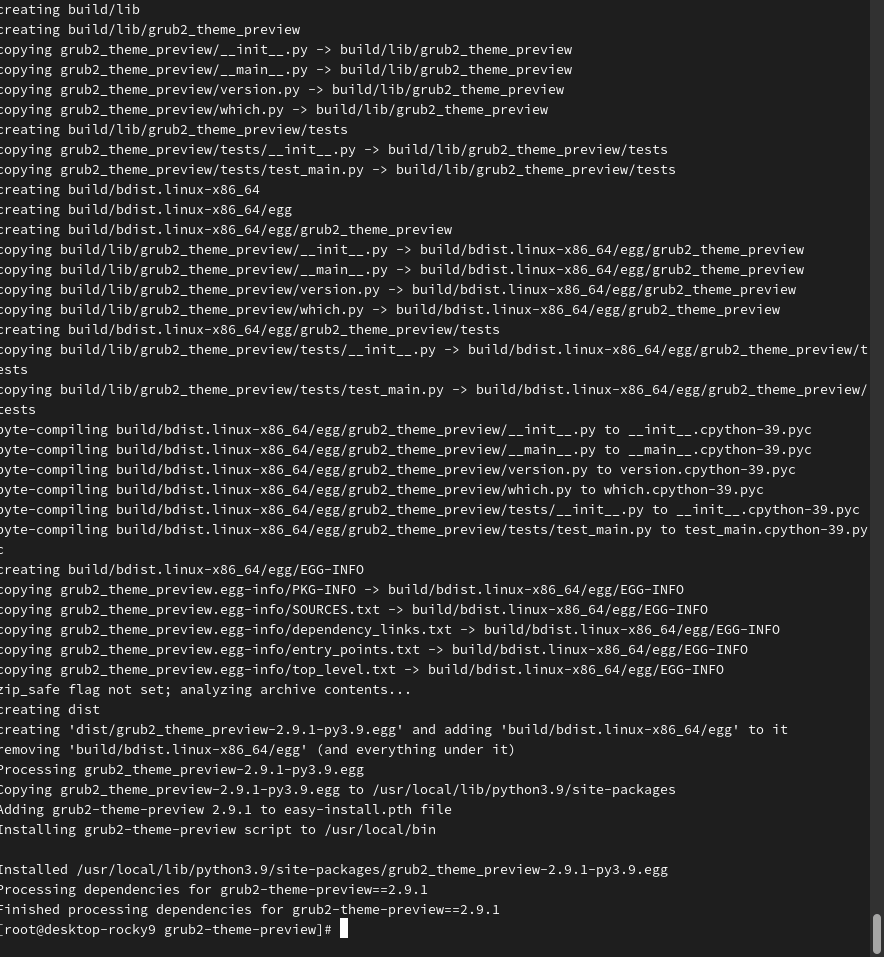 creating build/lib
creating build/lib/grub2_theme_preview
copying grub2_theme_preview/__init__.py -> build/lib/grub2_theme_preview
copying grub2_theme_preview/__main__.py -> build/lib/grub2_theme_preview
copying grub2_theme_preview/version.py -> build/lib/grub2_theme_preview
copying grub2_theme_preview/which.py -> build/lib/grub2_theme_preview
creating build/lib/grub2_theme_preview/tests
copying grub2_theme_preview/tests/__init__.py -> build/lib/grub2_theme_preview/tests
copying grub2_theme_preview/tests/test_main.py -> build/lib/grub2_theme_preview/tests
creating build/bdist.linux-x86_64
creating build/bdist.linux-x86_64/egg
creating build/bdist.linux-x86_64/egg/grub2_theme_preview
copying build/lib/grub2_theme_preview/__init__.py -> build/bdist.linux-x86_64/egg/grub2_theme_preview
copying build/lib/grub2_theme_preview/__main__.py -> build/bdist.linux-x86_64/egg/grub2_theme_preview
copying build/lib/grub2_theme_preview/version.py -> build/bdist.linux-x86_64/egg/grub2_theme_preview
copying build/lib/grub2_theme_preview/which.py -> build/bdist.linux-x86_64/egg/grub2_theme_preview
creating build/bdist.linux-x86_64/egg/grub2_theme_preview/tests
copying build/lib/grub2_theme_preview/tests/__init__.py -> build/bdist.linux-x86_64/egg/grub2_theme_preview/t
ests
copying build/lib/grub2_theme_preview/tests/test_main.py -> build/bdist.linux-x86_64/egg/grub2_theme_preview/
tests
byte-compiling build/bdist.linux-x86_64/egg/grub2_theme_preview/__init__.py to __init__.cpython-39.pyc
byte-compiling build/bdist.linux-x86_64/egg/grub2_theme_preview/__main__.py to __main__.cpython-39.pyc
byte-compiling build/bdist.linux-x86_64/egg/grub2_theme_preview/version.py to version.cpython-39.pyc
byte-compiling build/bdist.linux-x86_64/egg/grub2_theme_preview/which.py to which.cpython-39.pyc
byte-compiling build/bdist.linux-x86_64/egg/grub2_theme_preview/tests/__init__.py to __init__.cpython-39.pyc
byte-compiling build/bdist.linux-x86_64/egg/grub2_theme_preview/tests/test_main.py to test_main.cpython-39.py
c
creating build/bdist.linux-x86_64/egg/EGG-INFO
copying grub2_theme_preview.egg-info/PKG-INFO -> build/bdist.linux-x86_64/egg/EGG-INFO
copying grub2_theme_preview.egg-info/SOURCES.txt -> build/bdist.linux-x86_64/egg/EGG-INFO
copying grub2_theme_preview.egg-info/dependency_links.txt -> build/bdist.linux-x86_64/egg/EGG-INFO
copying grub2_theme_preview.egg-info/entry_points.txt -> build/bdist.linux-x86_64/egg/EGG-INFO
copying grub2_theme_preview.egg-info/top_level.txt -> build/bdist.linux-x86_64/egg/EGG-INFO
zip_safe flag not set; analyzing archive contents...
creating dist
creating 'dist/grub2_theme_preview-2.9.1-py3.9.egg' and adding 'build/bdist.linux-x86_64/egg' to it
removing 'build/bdist.linux-x86_64/egg' (and everything under it)
Processing grub2_theme_preview-2.9.1-py3.9.egg
Copying grub2_theme_preview-2.9.1-py3.9.egg to /usr/local/lib/python3.9/site-packages
Adding grub2-theme-preview 2.9.1 to easy-install.pth file
Installing grub2-theme-preview script to /usr/local/bin

Installed /usr/local/lib/python3.9/site-packages/grub2_theme_preview-2.9.1-py3.9.egg
Processing dependencies for grub2-theme-preview==2.9.1
Finished processing dependencies for grub2-theme-preview==2.9.1
[root@desktop-rocky9 grub2-theme-preview]#